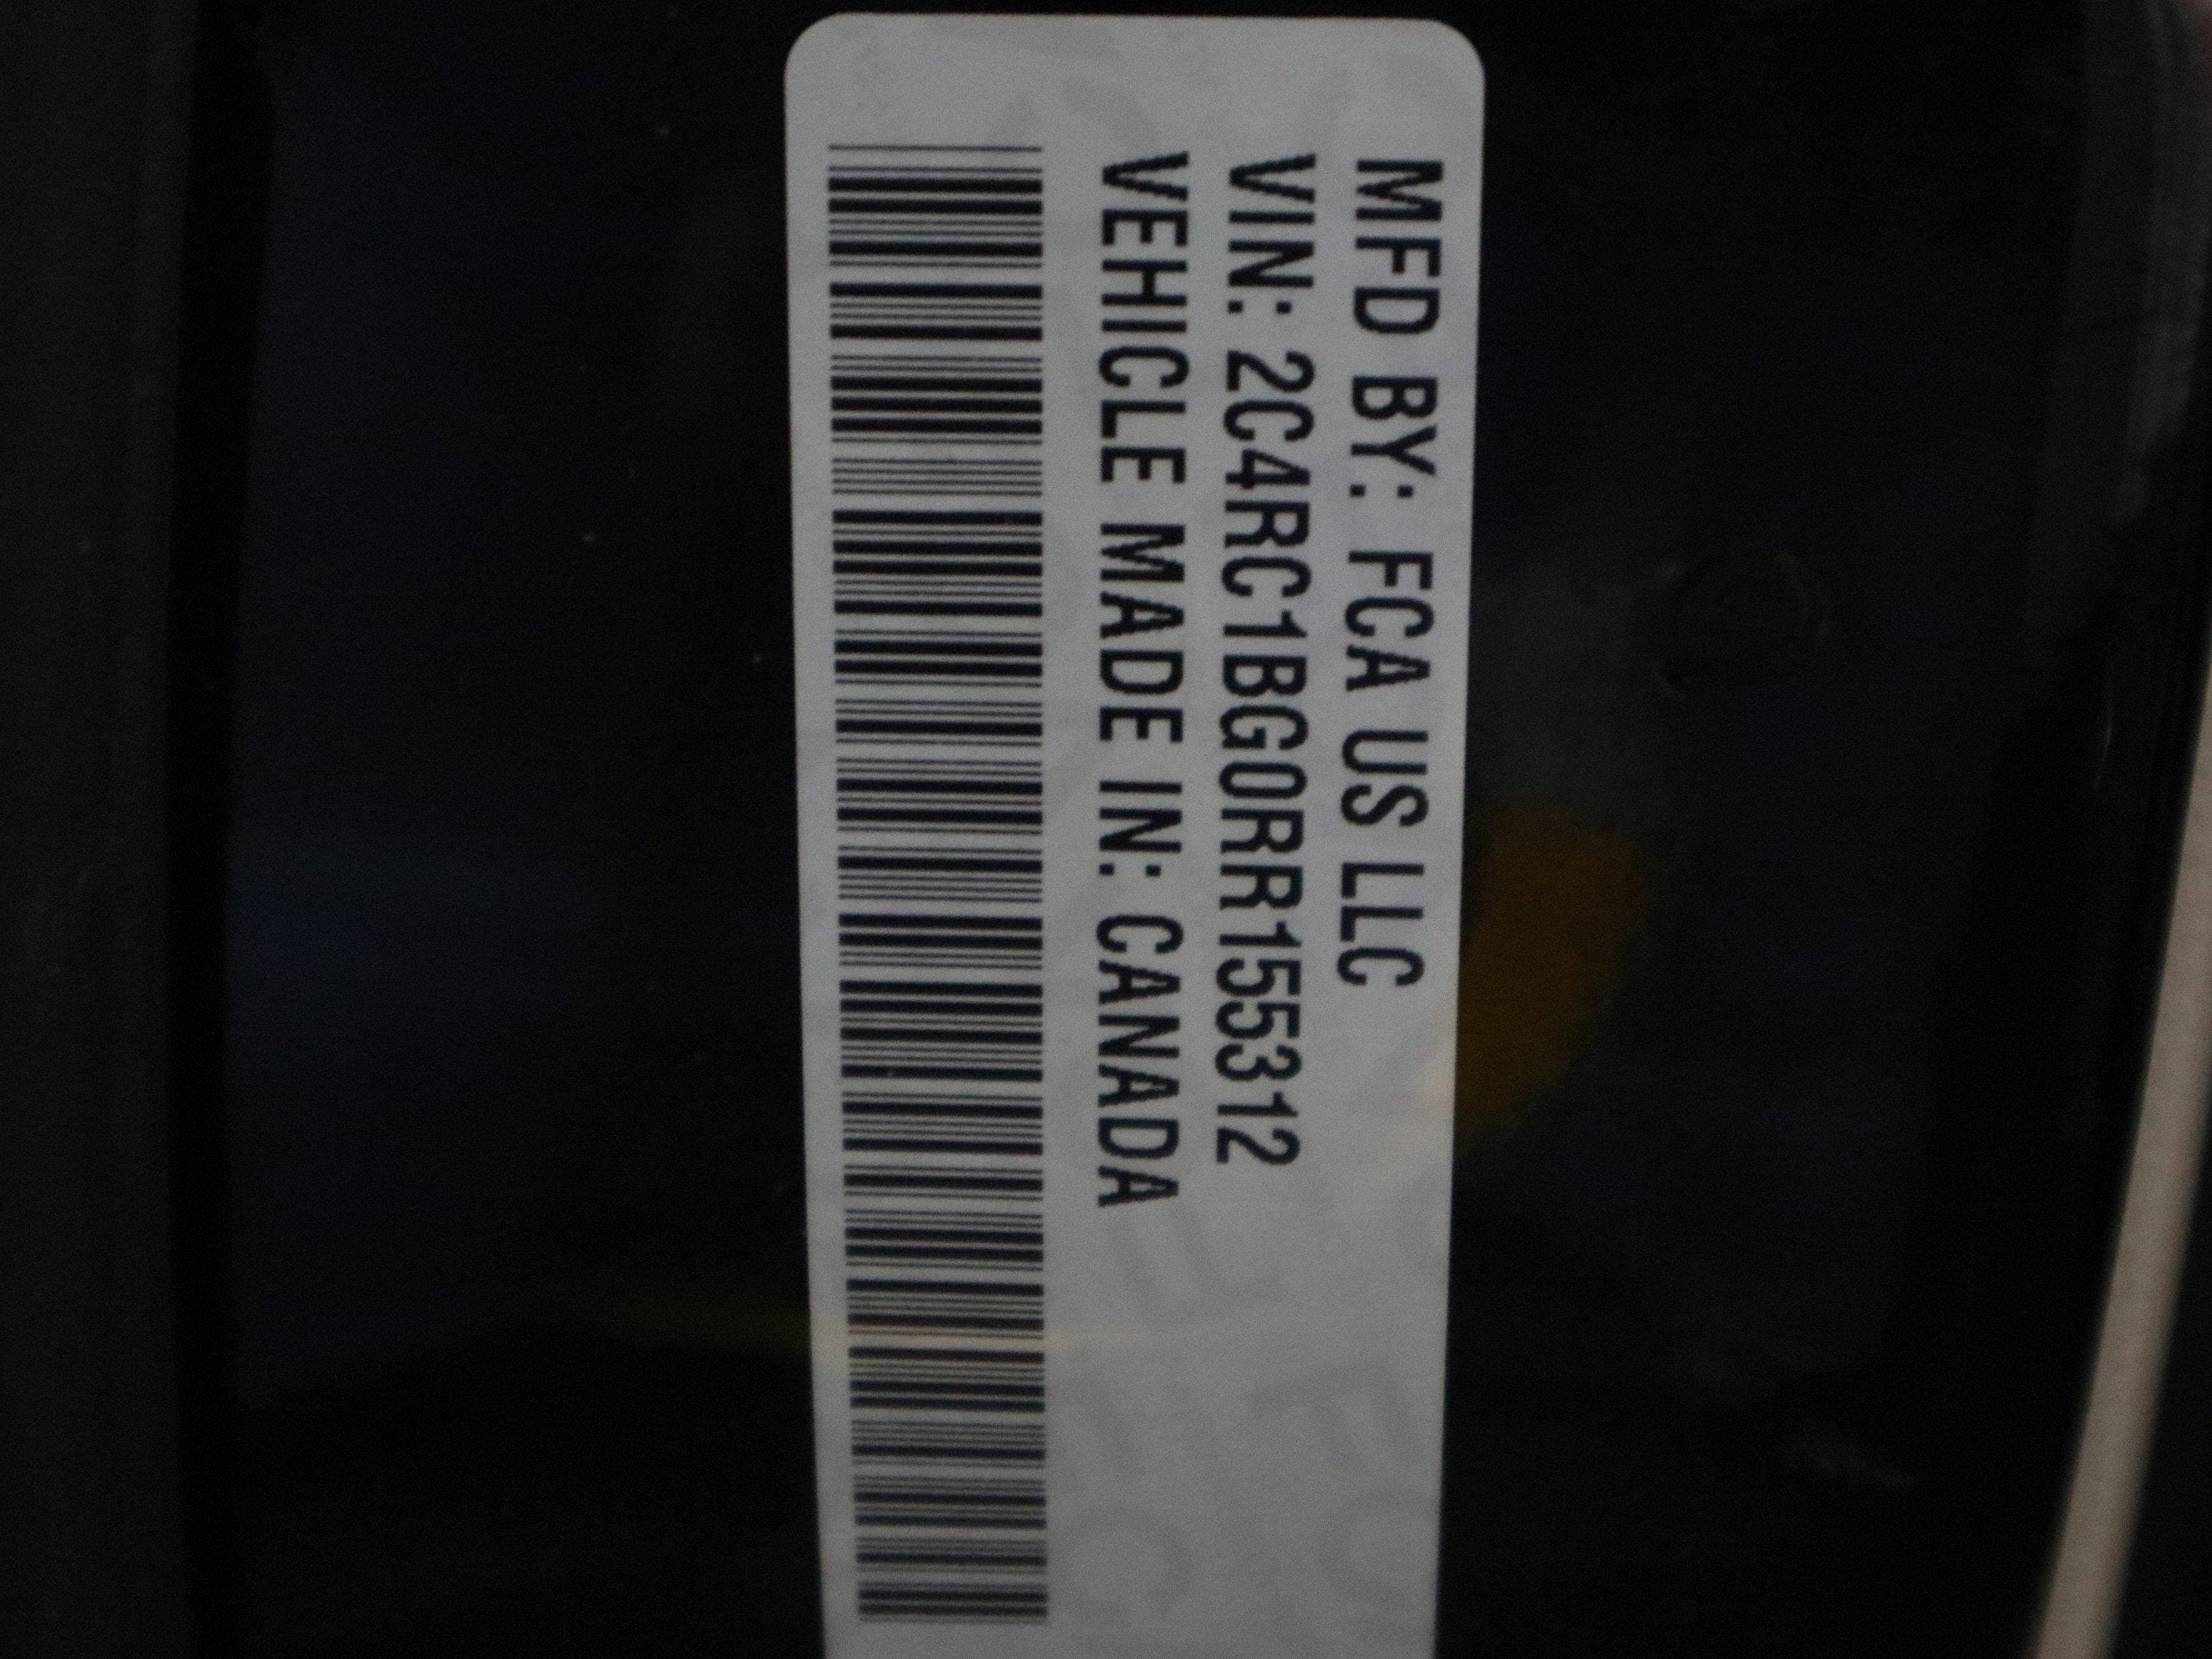 MFD BY: FCA US LLC
VIN: 2C4RC1BG0RR155312
VEHICLE MADE IN: CANADA